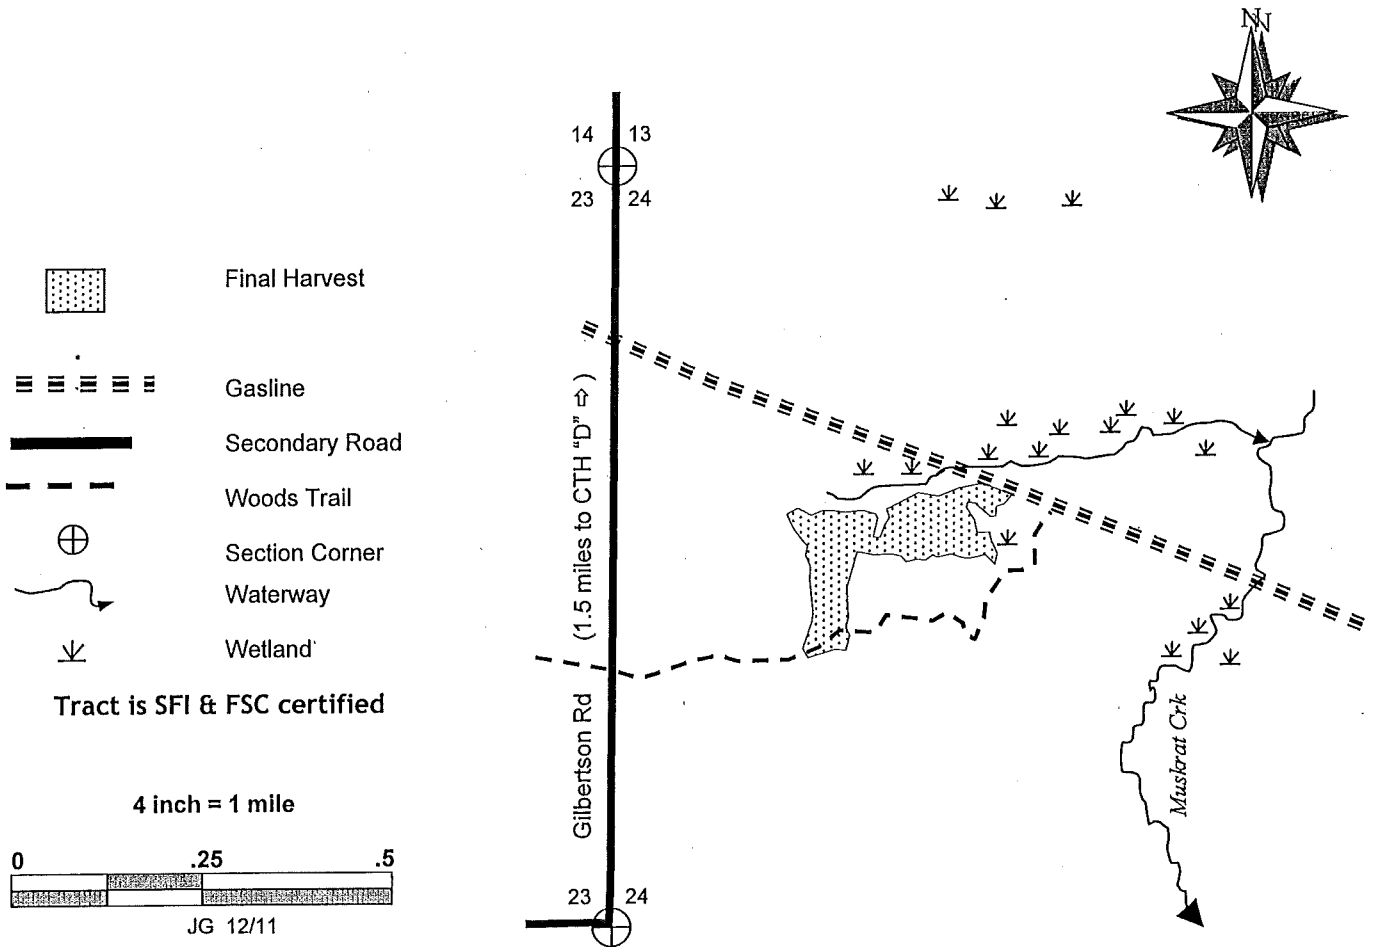 NN
14 13
23 24
Final Harvest
Gasline
Secondary Road
Woods Trail
Section Corner
Waterway
Wetland
Tract is SFI & FSC certified
4 inch = 1 mile
0 .25 .5
JG 12/11
Gilbertson Rd (1.5 miles to CTH "D" ⇨)
23 24
Muskrat Crk